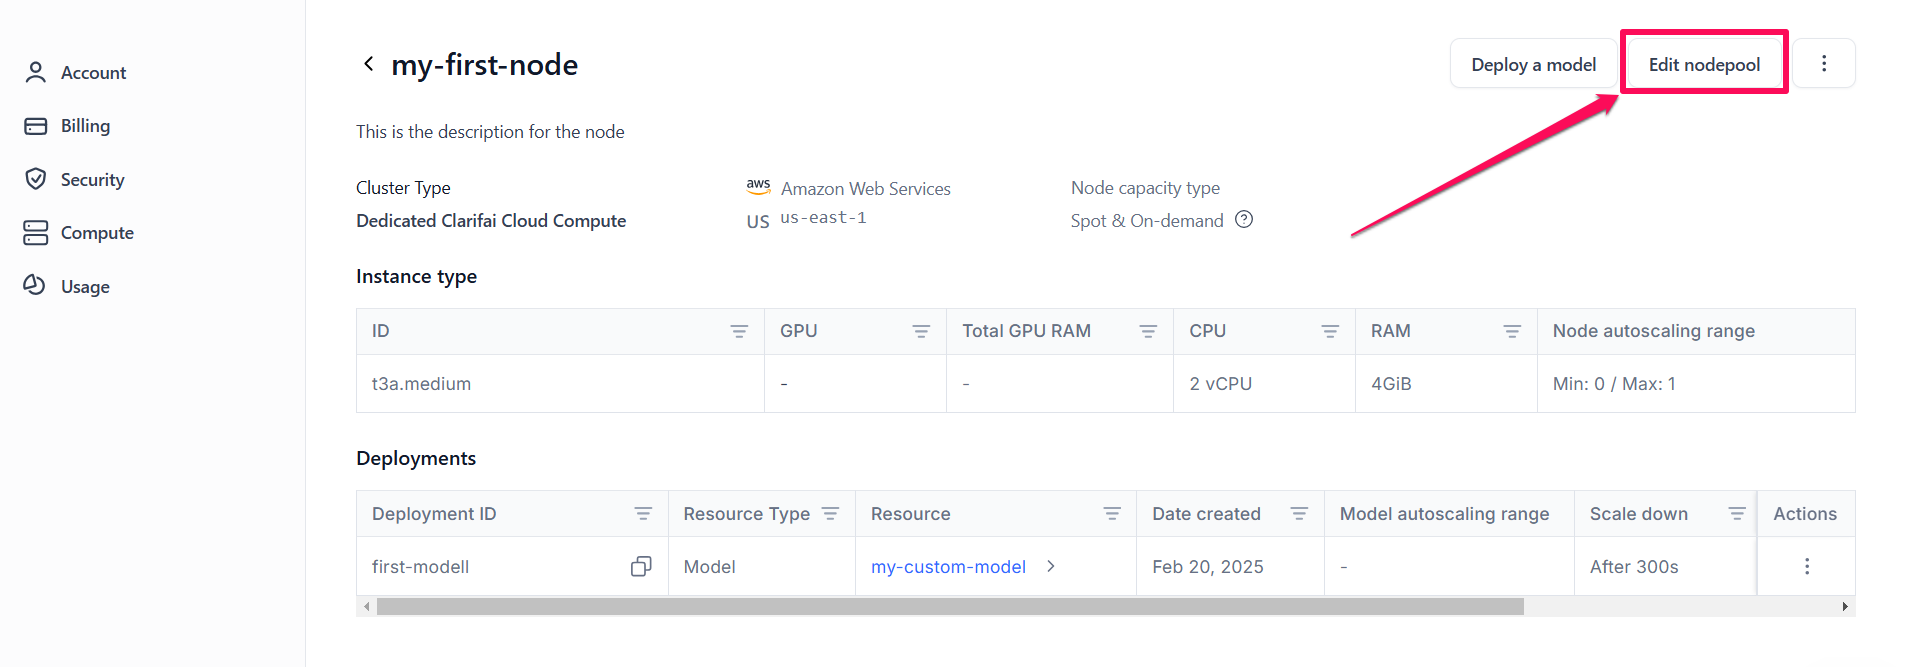 Account
Billing
Security
Compute
Usage
my-first-node
Deploy a model
Edit nodepool
This is the description for the node
Cluster Type
Dedicated Clarifai Cloud Compute
aws Amazon Web Services
US us-east-1
Node capacity type
Spot & On-demand ?
Instance type
ID GPU Total GPU RAM CPU RAM Node autoscaling range
t3a.medium - - 2 vCPU 4GiB Min: 0 / Max: 1
Deployments
Deployment ID Resource Type Resource Date created Model autoscaling range Scale down Actions
first-modell Model my-custom-model Feb 20, 2025 - After 300s